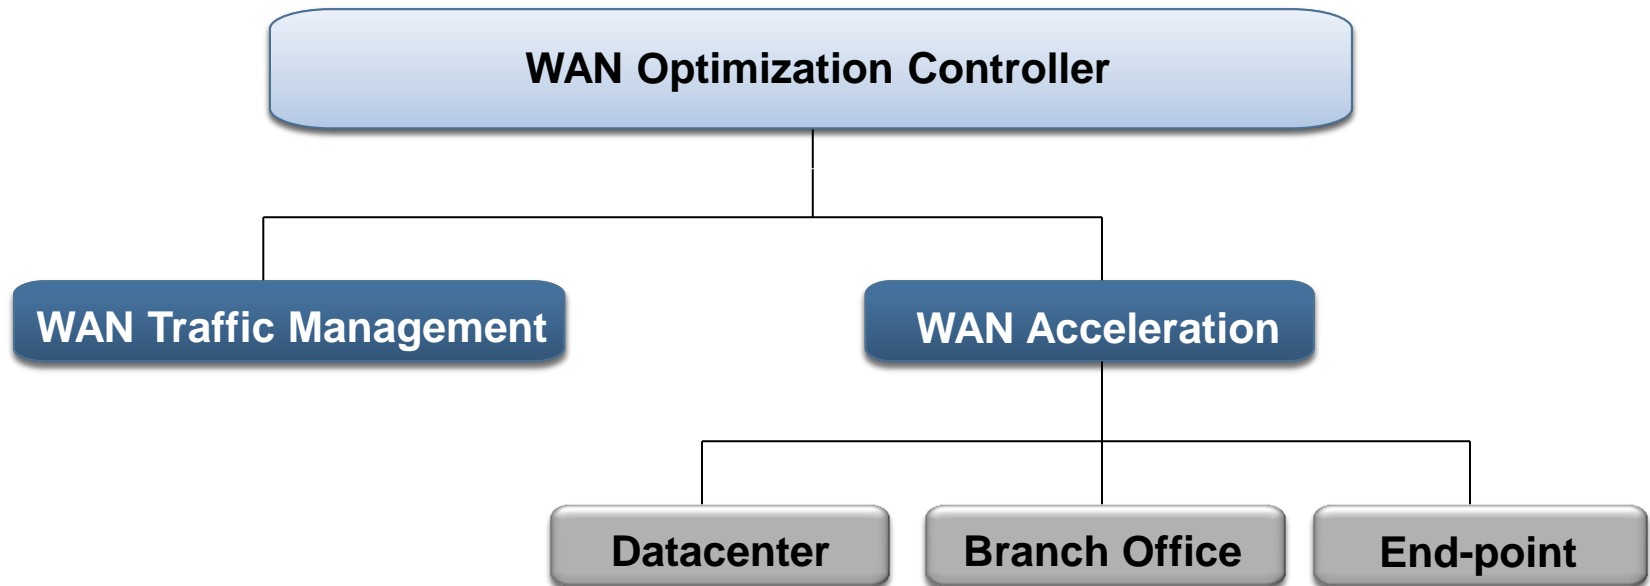 WAN Optimization Controller
WAN Traffic Management
WAN Acceleration
Datacenter
Branch Office
End-point